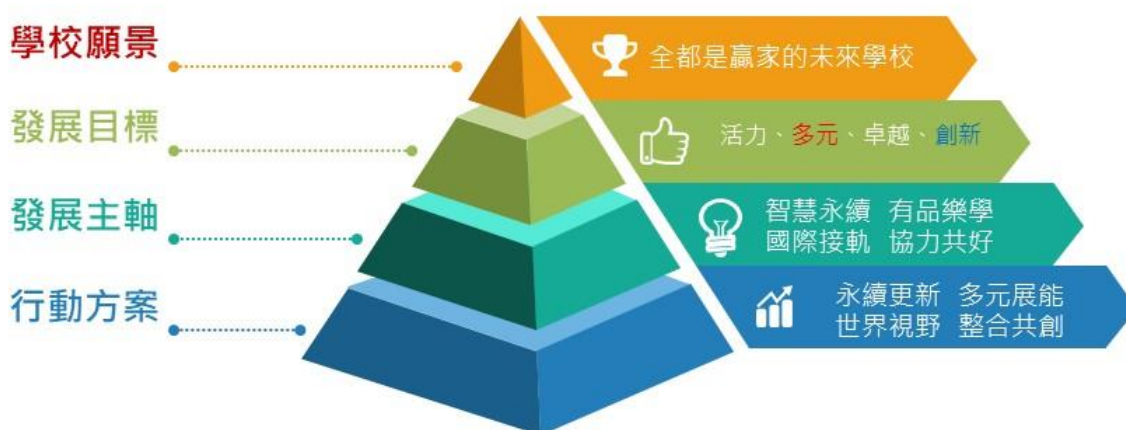 學校願景
全都是贏家的未來學校
發展目標
活力、多元、卓越、創新
發展主軸
智慧永續 有品樂學
國際接軌 協力共好
行動方案
永續更新 多元展能
世界視野 整合共創